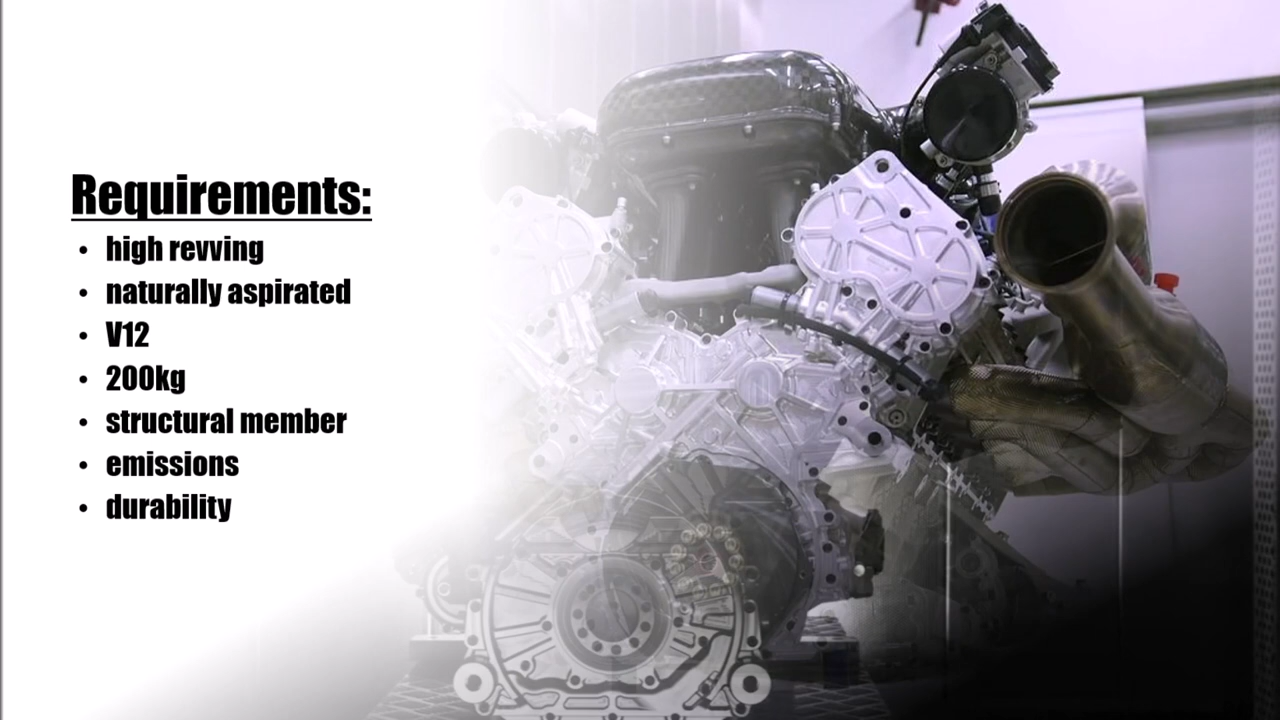 Requirements:
• high revving
• naturally aspirated
• V12
• 200kg
• structural member
• emissions
• durability